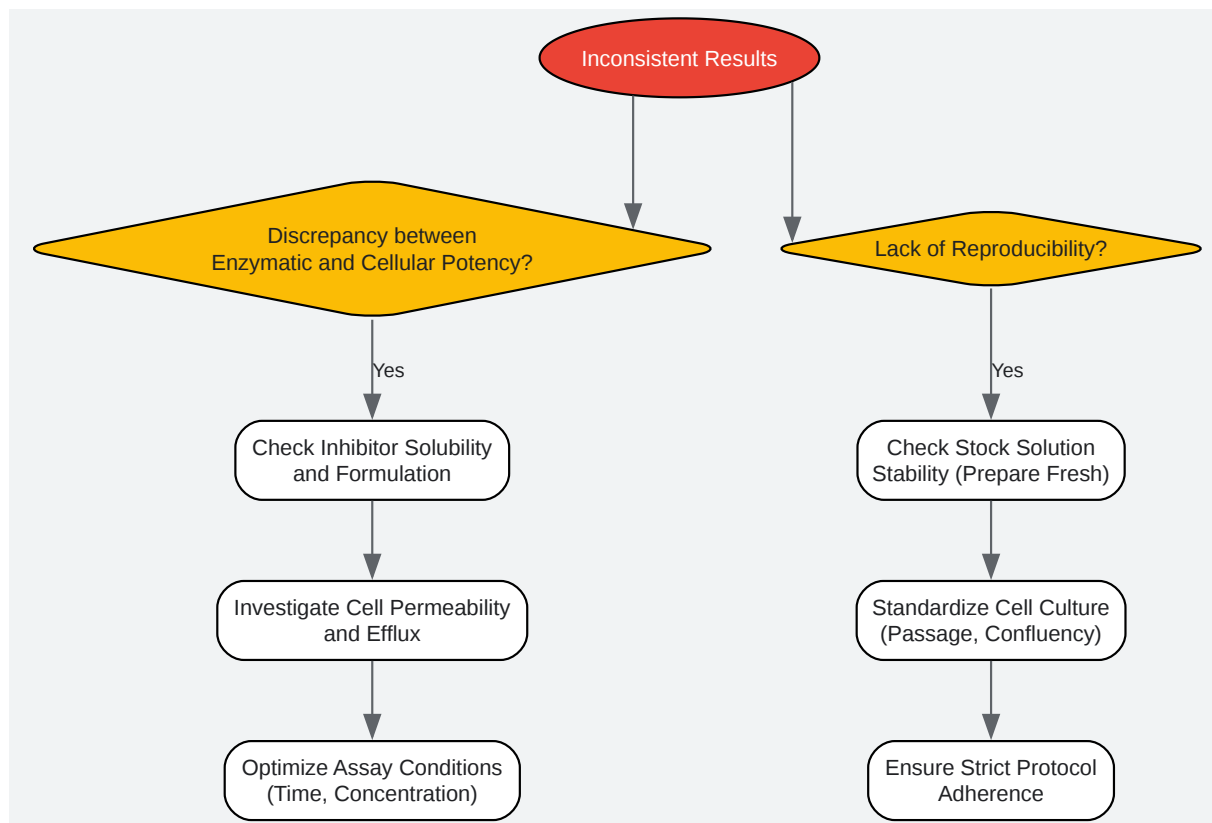 Inconsistent Results
Discrepancy between
Enzymatic and Cellular Potency?
Lack of Reproducibility?
Yes
Yes
Check Inhibitor Solubility
and Formulation
Check Stock Solution
Stability (Prepare Fresh)
Investigate Cell Permeability
and Efflux
Standardize Cell Culture
(Passage, Confluency)
Optimize Assay Conditions
(Time, Concentration)
Ensure Strict Protocol
Adherence